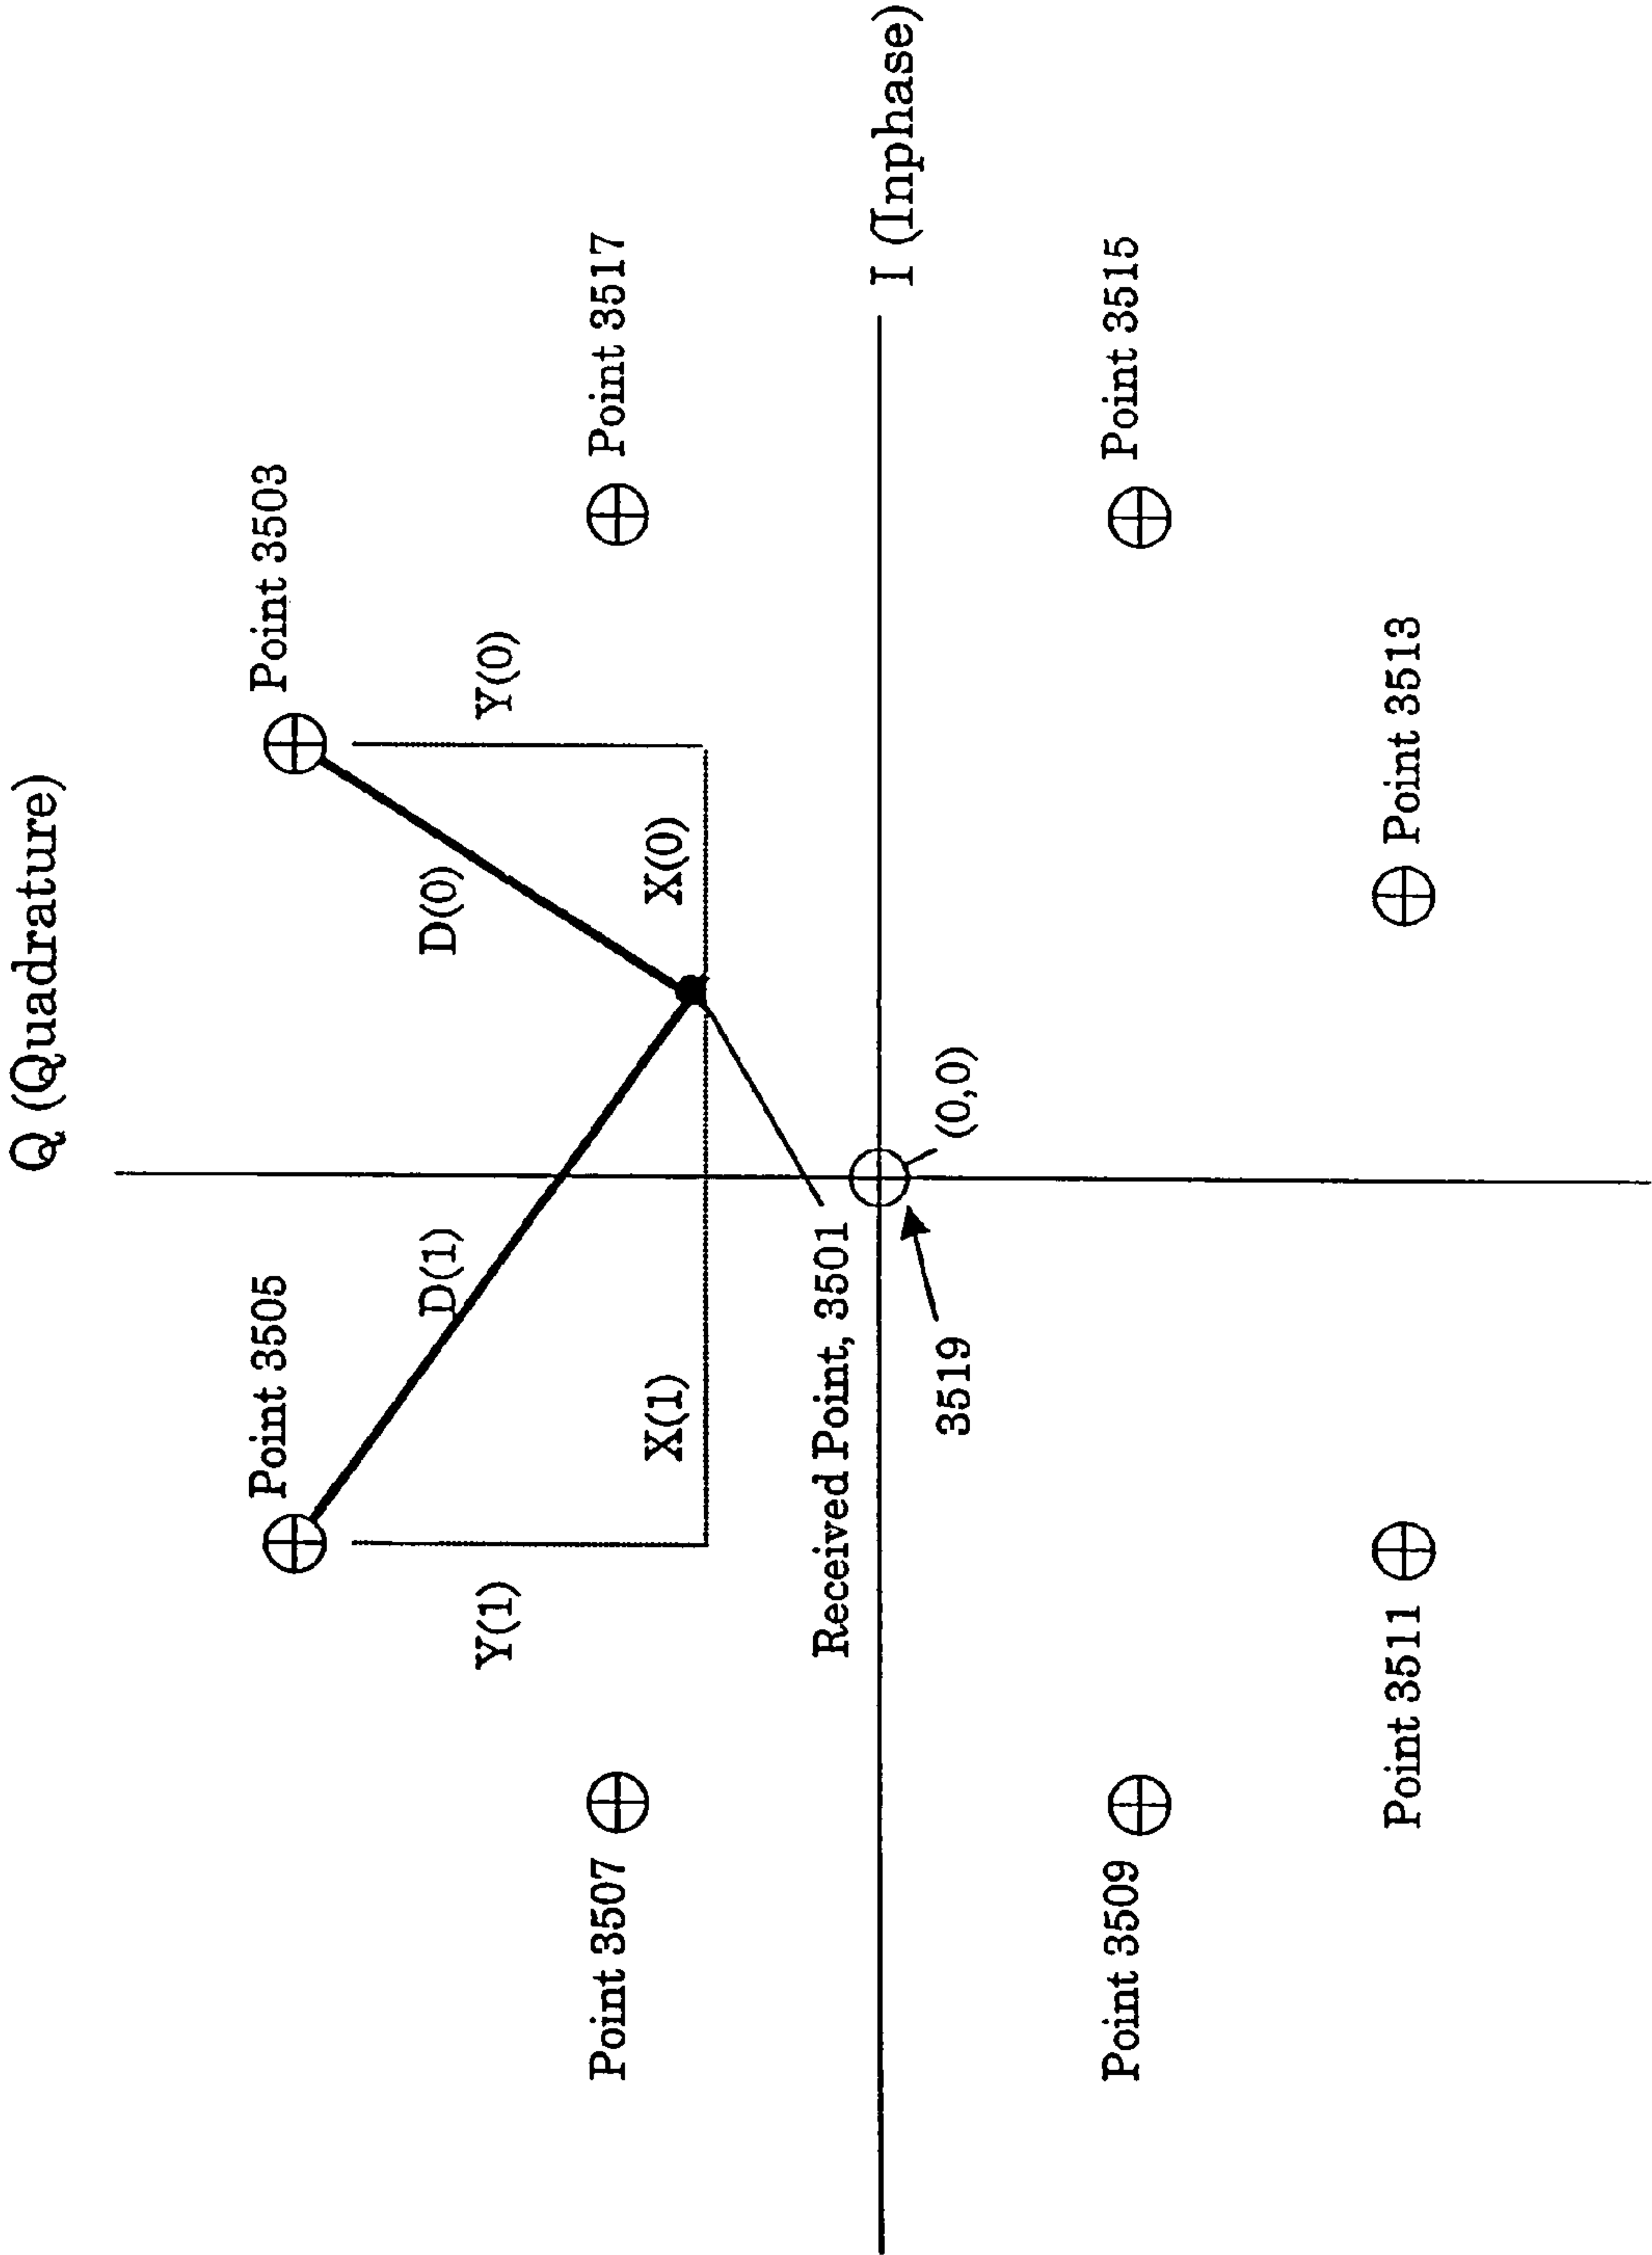 Q (Quadrature)
Point 3505
Point 3503
D(1)
D(0)
Y(1)
Y(0)
Point 3507
Point 3517
X(1)
X(0)
Received Point, 3501
I (Inphase)
(0,0)
3519
Point 3509
Point 3515
Point 3511
Point 3513